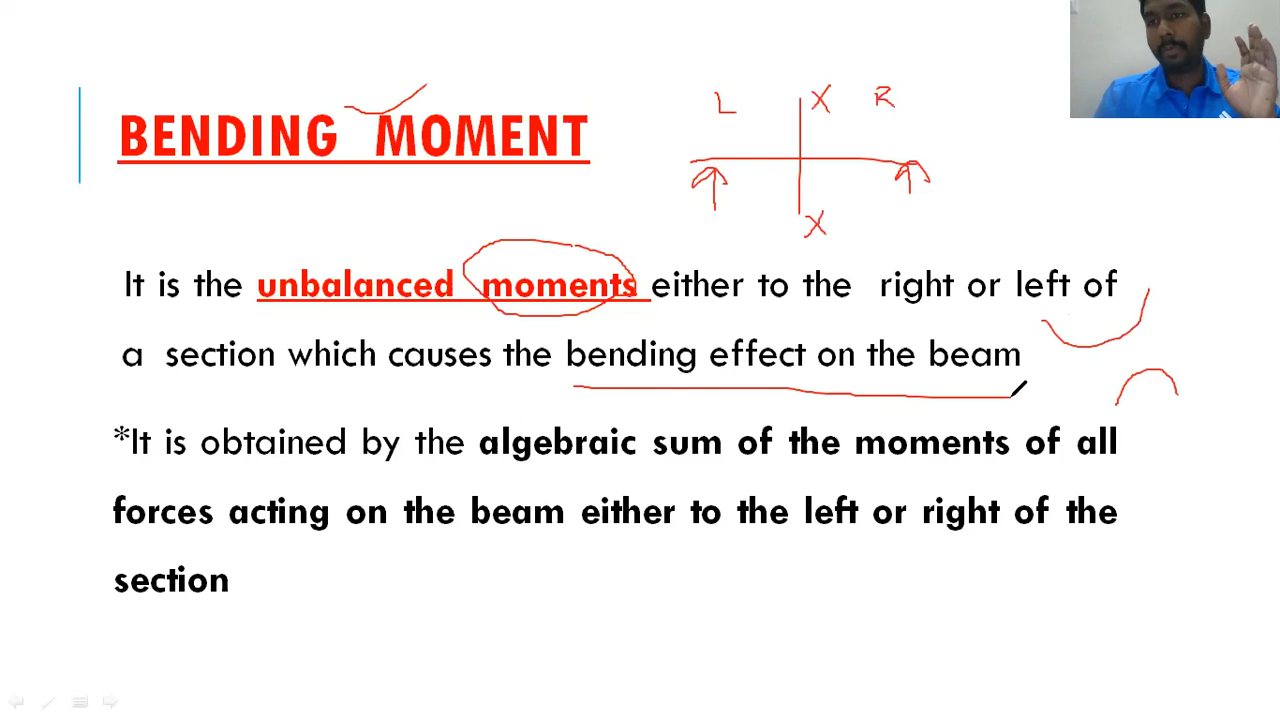 L X R
BENDING MOMENT
X
It is the unbalanced moments either to the right or left of
a section which causes the bending effect on the beam
*It is obtained by the algebraic sum of the moments of all
forces acting on the beam either to the left or right of the
section